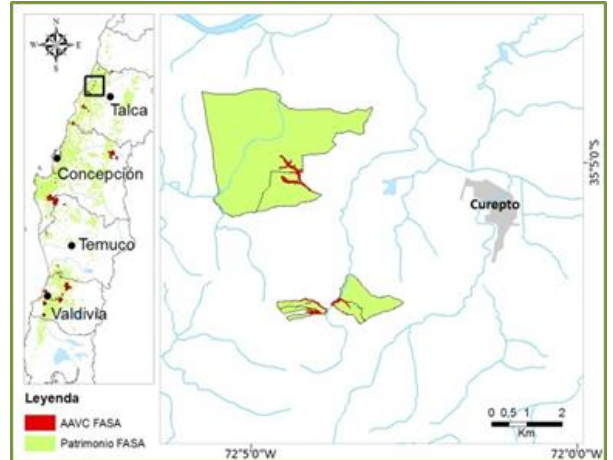 N
W E
S
Talca
Concepción
Temuco
Valdivia
Leyenda
AAVC FASA
Patrimonio FASA
Curepto
35°5'0"S
0 0,5 1 2
Km
72°5'0"W
72°0'0"W